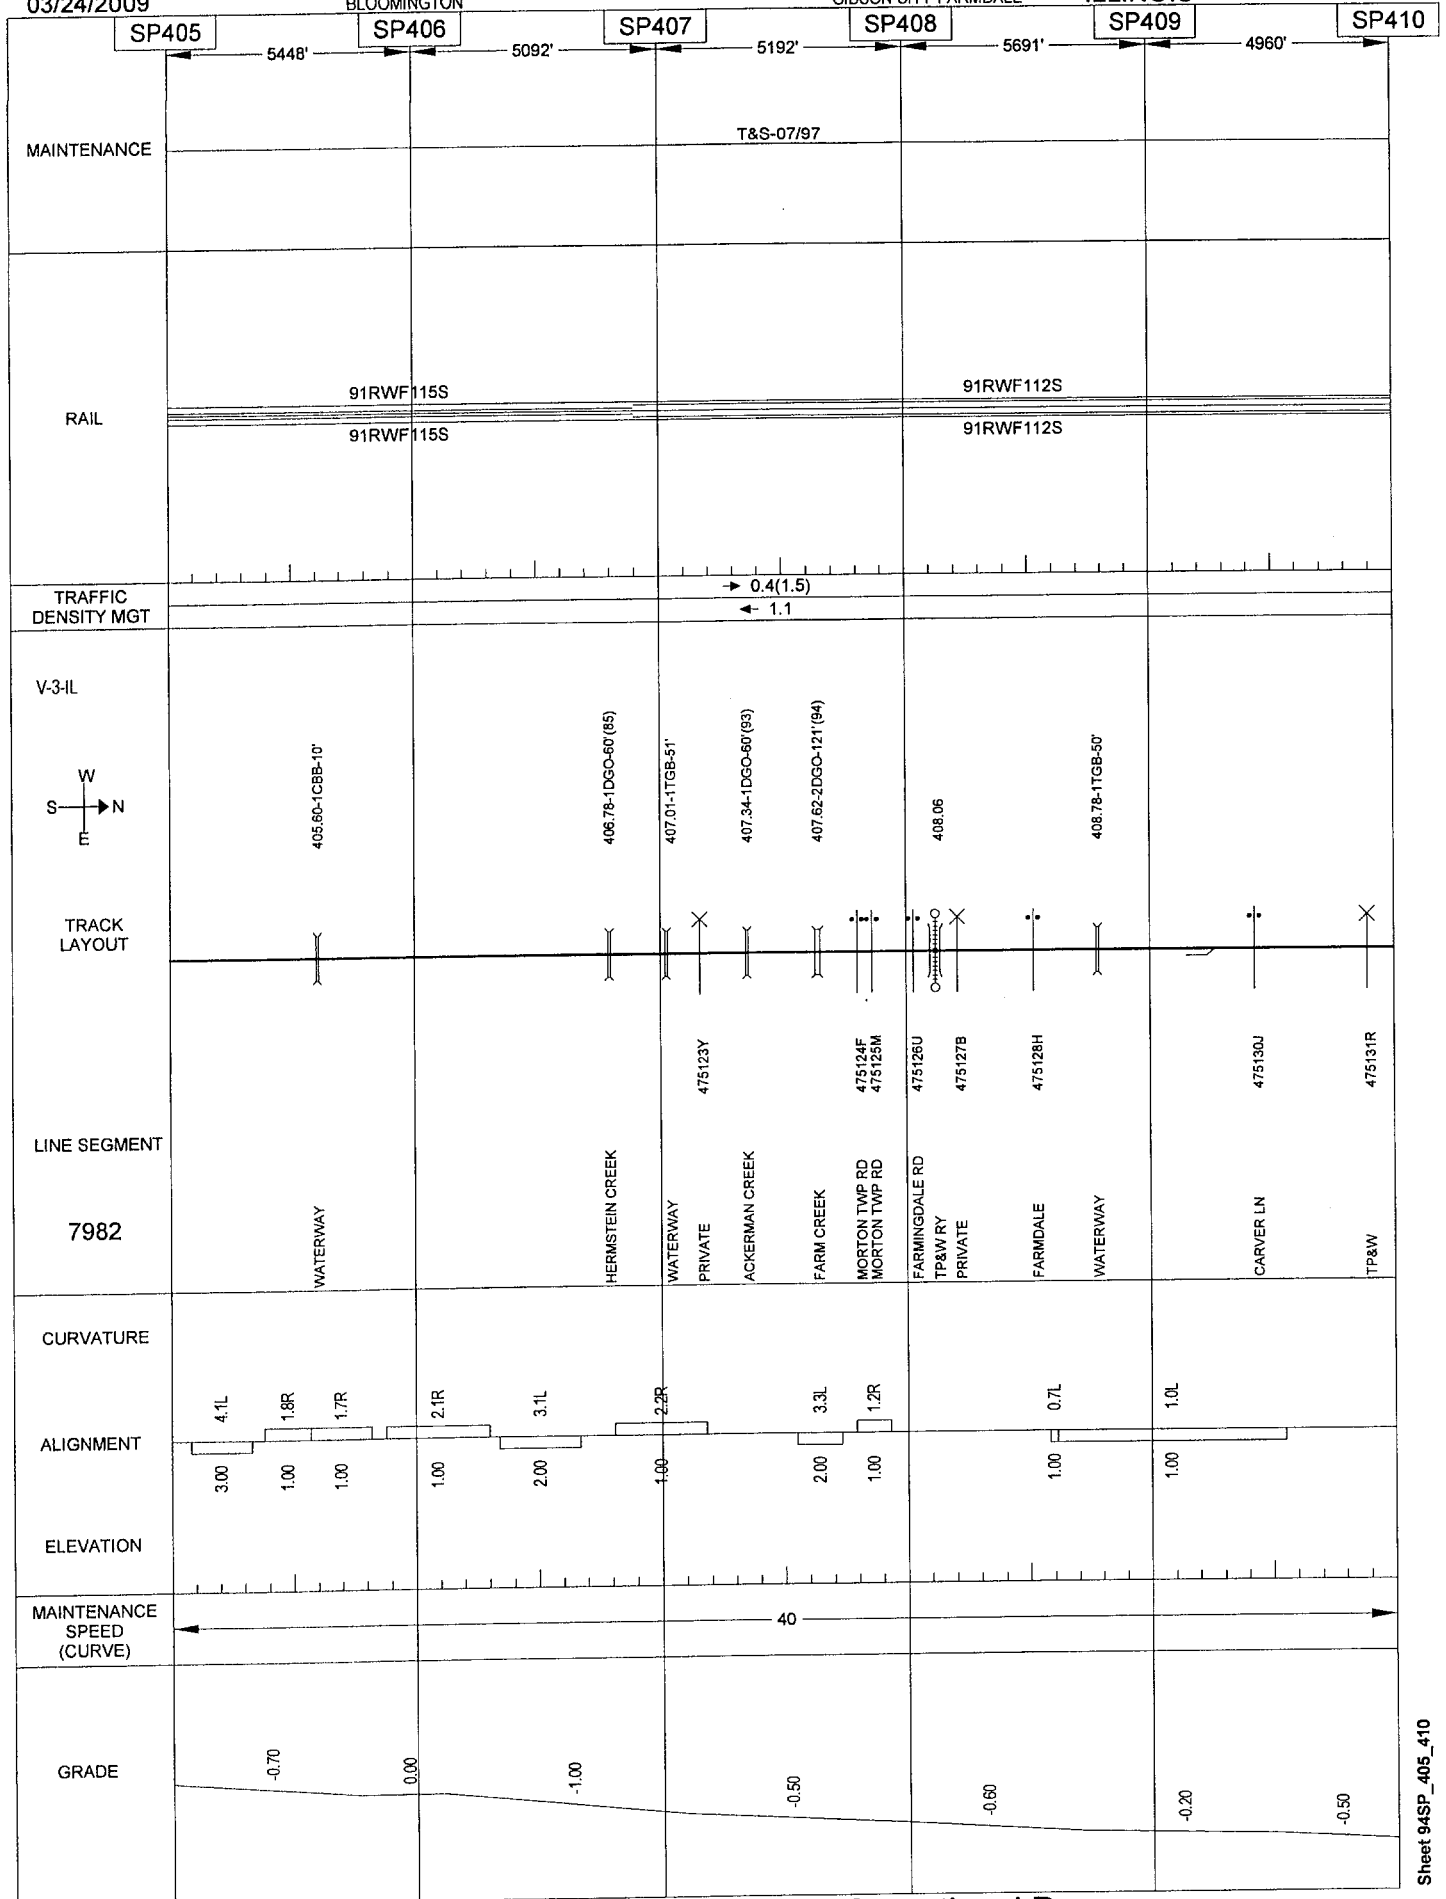 03/24/2009 BLOOMINGTON ILLINOIS
SP405 SP406 SP407 SP408 SP409 SP410
5448' 5092' 5192' 5691' 4960'
MAINTENANCE
T&S-07/97
RAIL
91RWF115S 91RWF112S
91RWF115S 91RWF112S
TRAFFIC
DENSITY MGT
0.4(1.5)
1.1
V-3-IL
W
S N
E
405.60-1CBB-10'
406.78-1DGO-60'(85)
407.01-1TGB-51'
407.34-1DGO-60'(93)
407.62-2DGO-121'(94)
408.06
408.78-1TGB-50'
TRACK
LAYOUT
475123Y
475124F
475125M
475126U
475127B
475128H
475130J
475131R
LINE SEGMENT
7982
WATERWAY
HERMSTEIN CREEK
WATERWAY
PRIVATE
ACKERMAN CREEK
FARM CREEK
MORTON TWP RD
MORTON TWP RD
FARMINGDALE RD
TP&W RY
PRIVATE
FARMDALE
WATERWAY
CARVER LN
TP&W
CURVATURE
4.1L 1.8R 1.7R 2.1R 3.1L 2.2R 3.3L 1.2R 0.7L 1.0L
ALIGNMENT
3.00 1.00 1.00 1.00 2.00 1.00 2.00 1.00 1.00 1.00
ELEVATION
MAINTENANCE
SPEED
(CURVE)
40
GRADE
-0.70 0.00 -1.00 -0.50 -0.60 -0.20 -0.50
Sheet 94SP_405_410